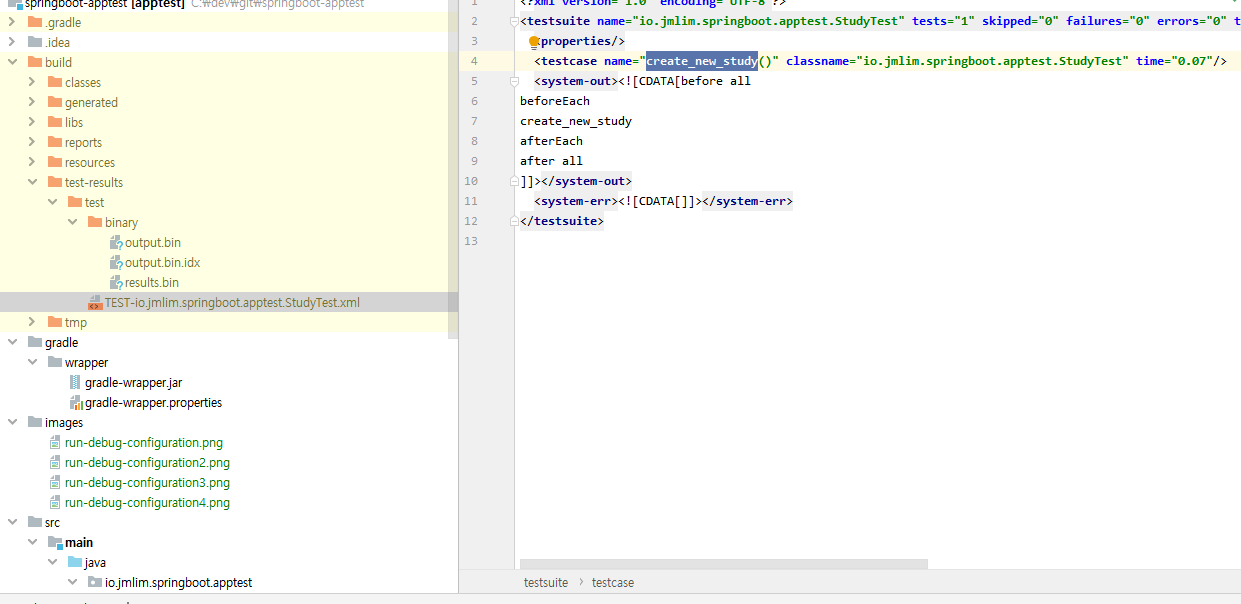 springboot-apptest [apptest] C:₩dev₩git₩springboot-apptest
.gradle
.idea
build
classes
generated
libs
reports
resources
test-results
test
binary
output.bin
output.bin.idx
results.bin
TEST-io.jmlim.springboot.apptest.StudyTest.xml
tmp
gradle
wrapper
gradle-wrapper.jar
gradle-wrapper.properties
images
run-debug-configuration.png
run-debug-configuration2.png
run-debug-configuration3.png
run-debug-configuration4.png
src
main
java
io.jmlim.springboot.apptest
1 <?xml version="1.0" encoding="UTF-8"?>
2 <testsuite name="io.jmlim.springboot.apptest.StudyTest" tests="1" skipped="0" failures="0" errors="0" t
3 properties/>
4 <testcase name="create_new_study()" classname="io.jmlim.springboot.apptest.StudyTest" time="0.07"/>
5 <system-out><![CDATA[before all
6 beforeEach
7 create_new_study
8 afterEach
9 after all
10 ]]></system-out>
11 <system-err><![CDATA[]]></system-err>
12 </testsuite>
13
testsuite › testcase